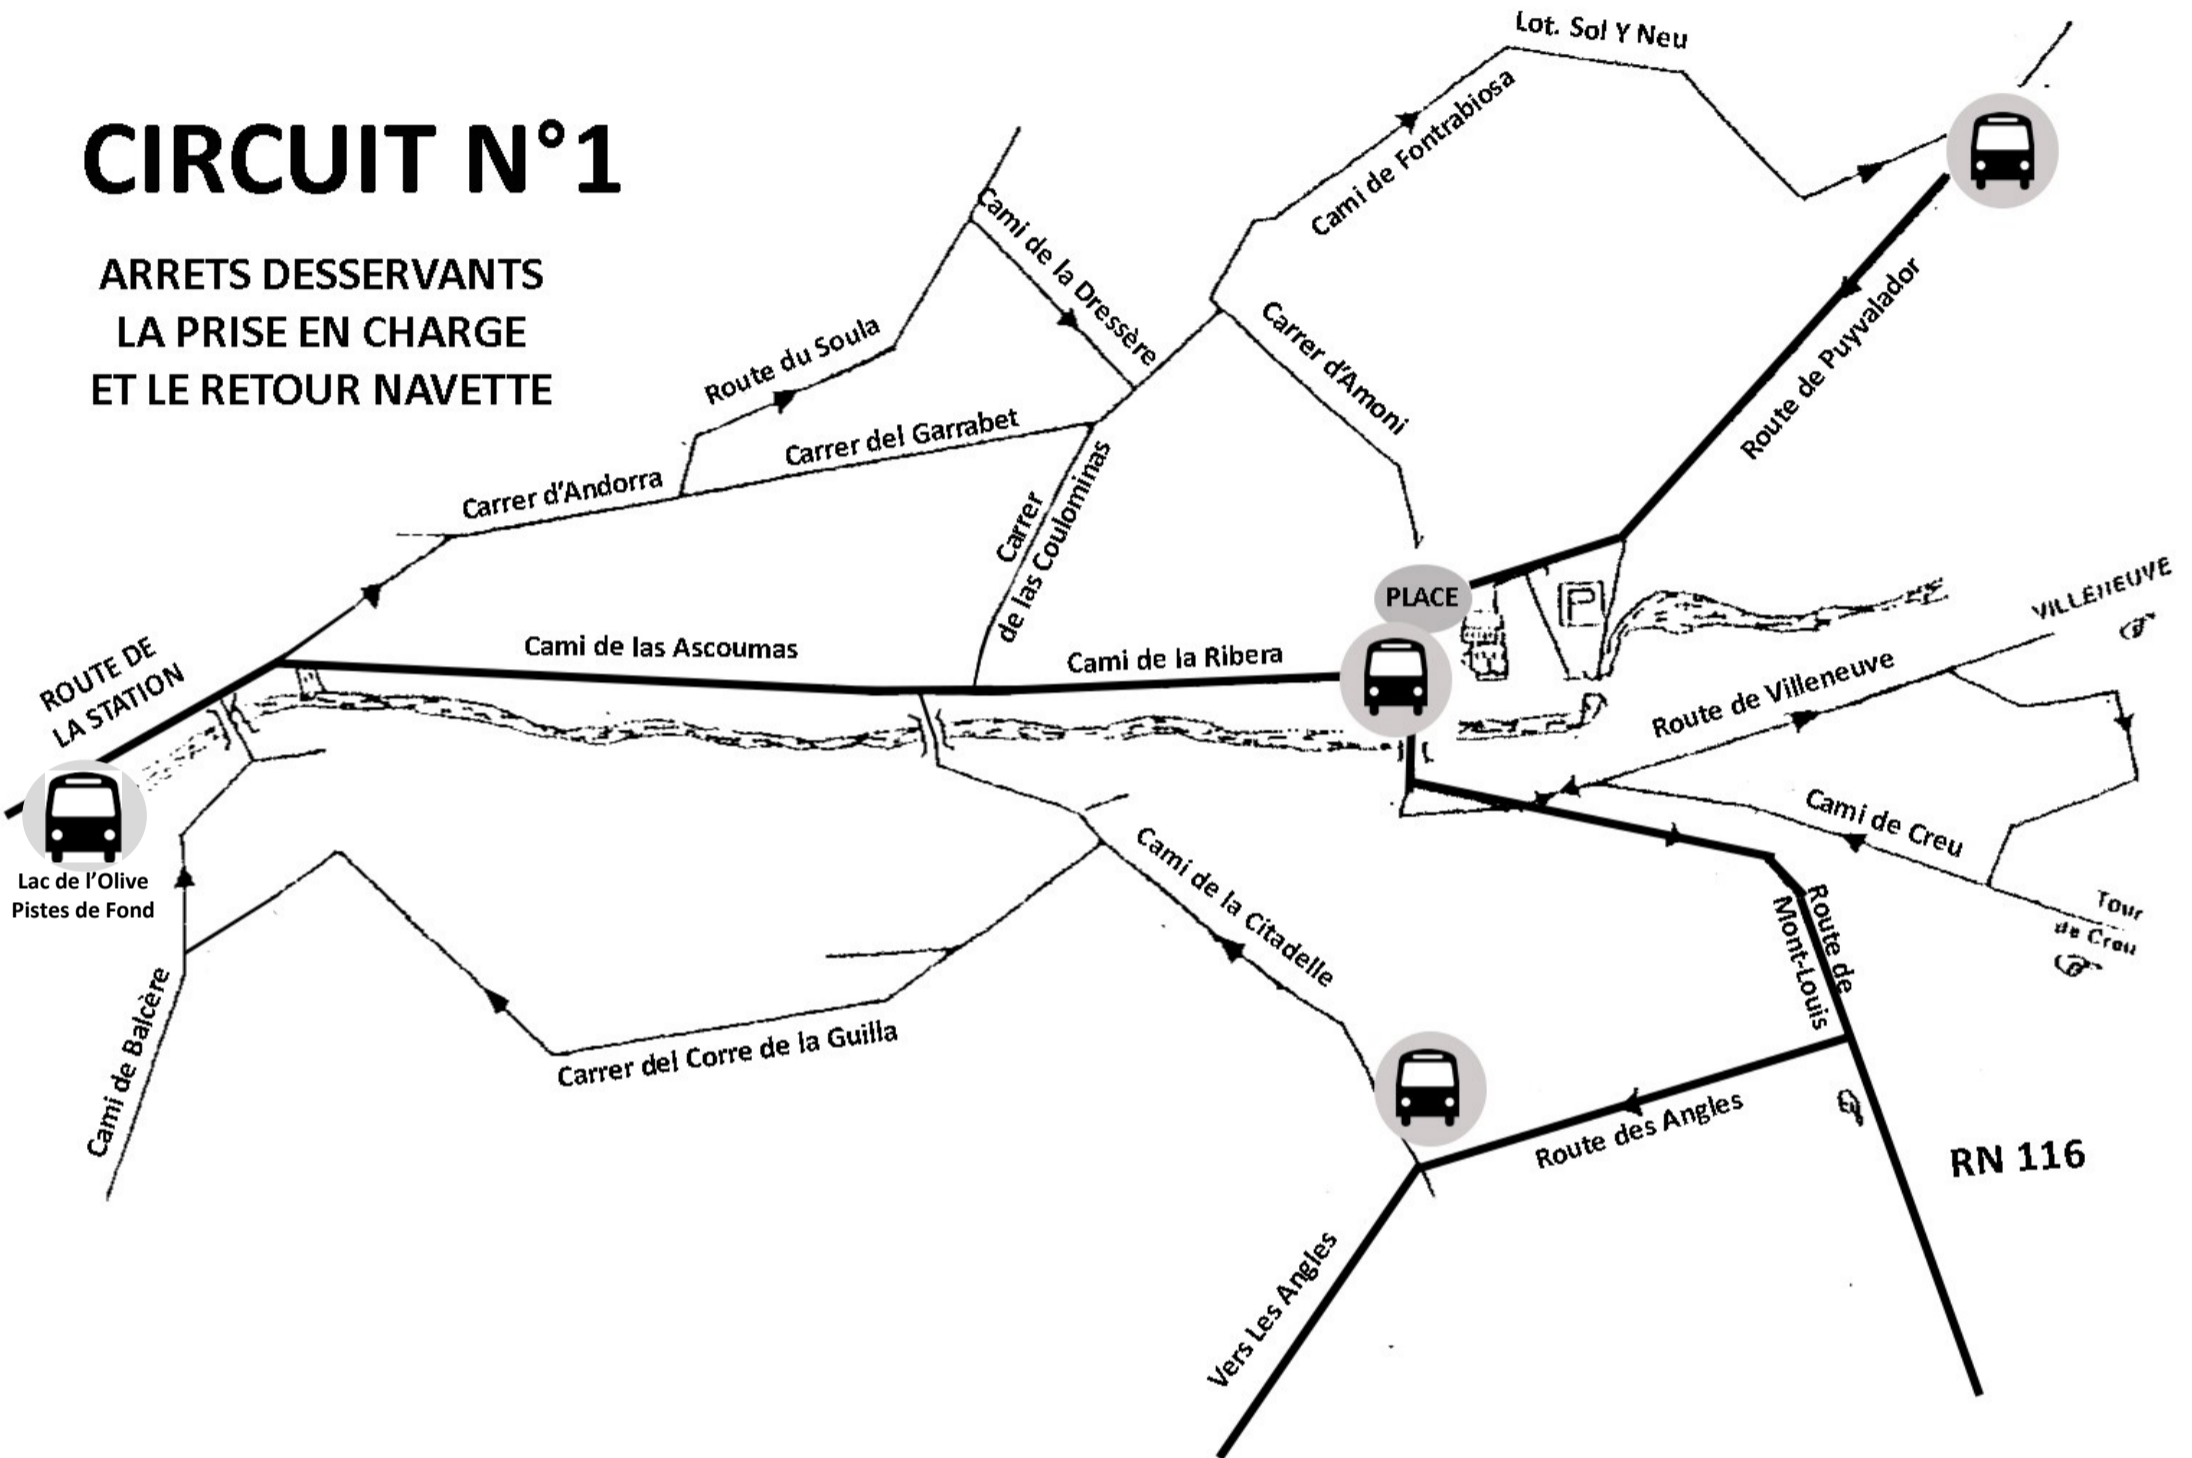 CIRCUIT N°1
ARRETS DESSERVANTS
LA PRISE EN CHARGE
ET LE RETOUR NAVETTE
Lot. Sol Y Neu
Cami de Fontrabiosa
Cami de la Dressère
Route du Soula
Carrer d'Amoni
Route de Puyvalador
Carrer del Garrabet
Carrer d'Andorra
Carrer
de las Coulominas
PLACE
P
VILLENEUVE
ROUTE DE
LA STATION
Cami de las Ascoumas
Cami de la Ribera
Route de Villeneuve
Cami de Creu
Lac de l'Olive
Pistes de Fond
Cami de la Citadelle
Route de
Mont-Louis
Tour
de Creu
Cami de Balcère
Carrer del Corre de la Guilla
Route des Angles
RN 116
Vers Les Angles